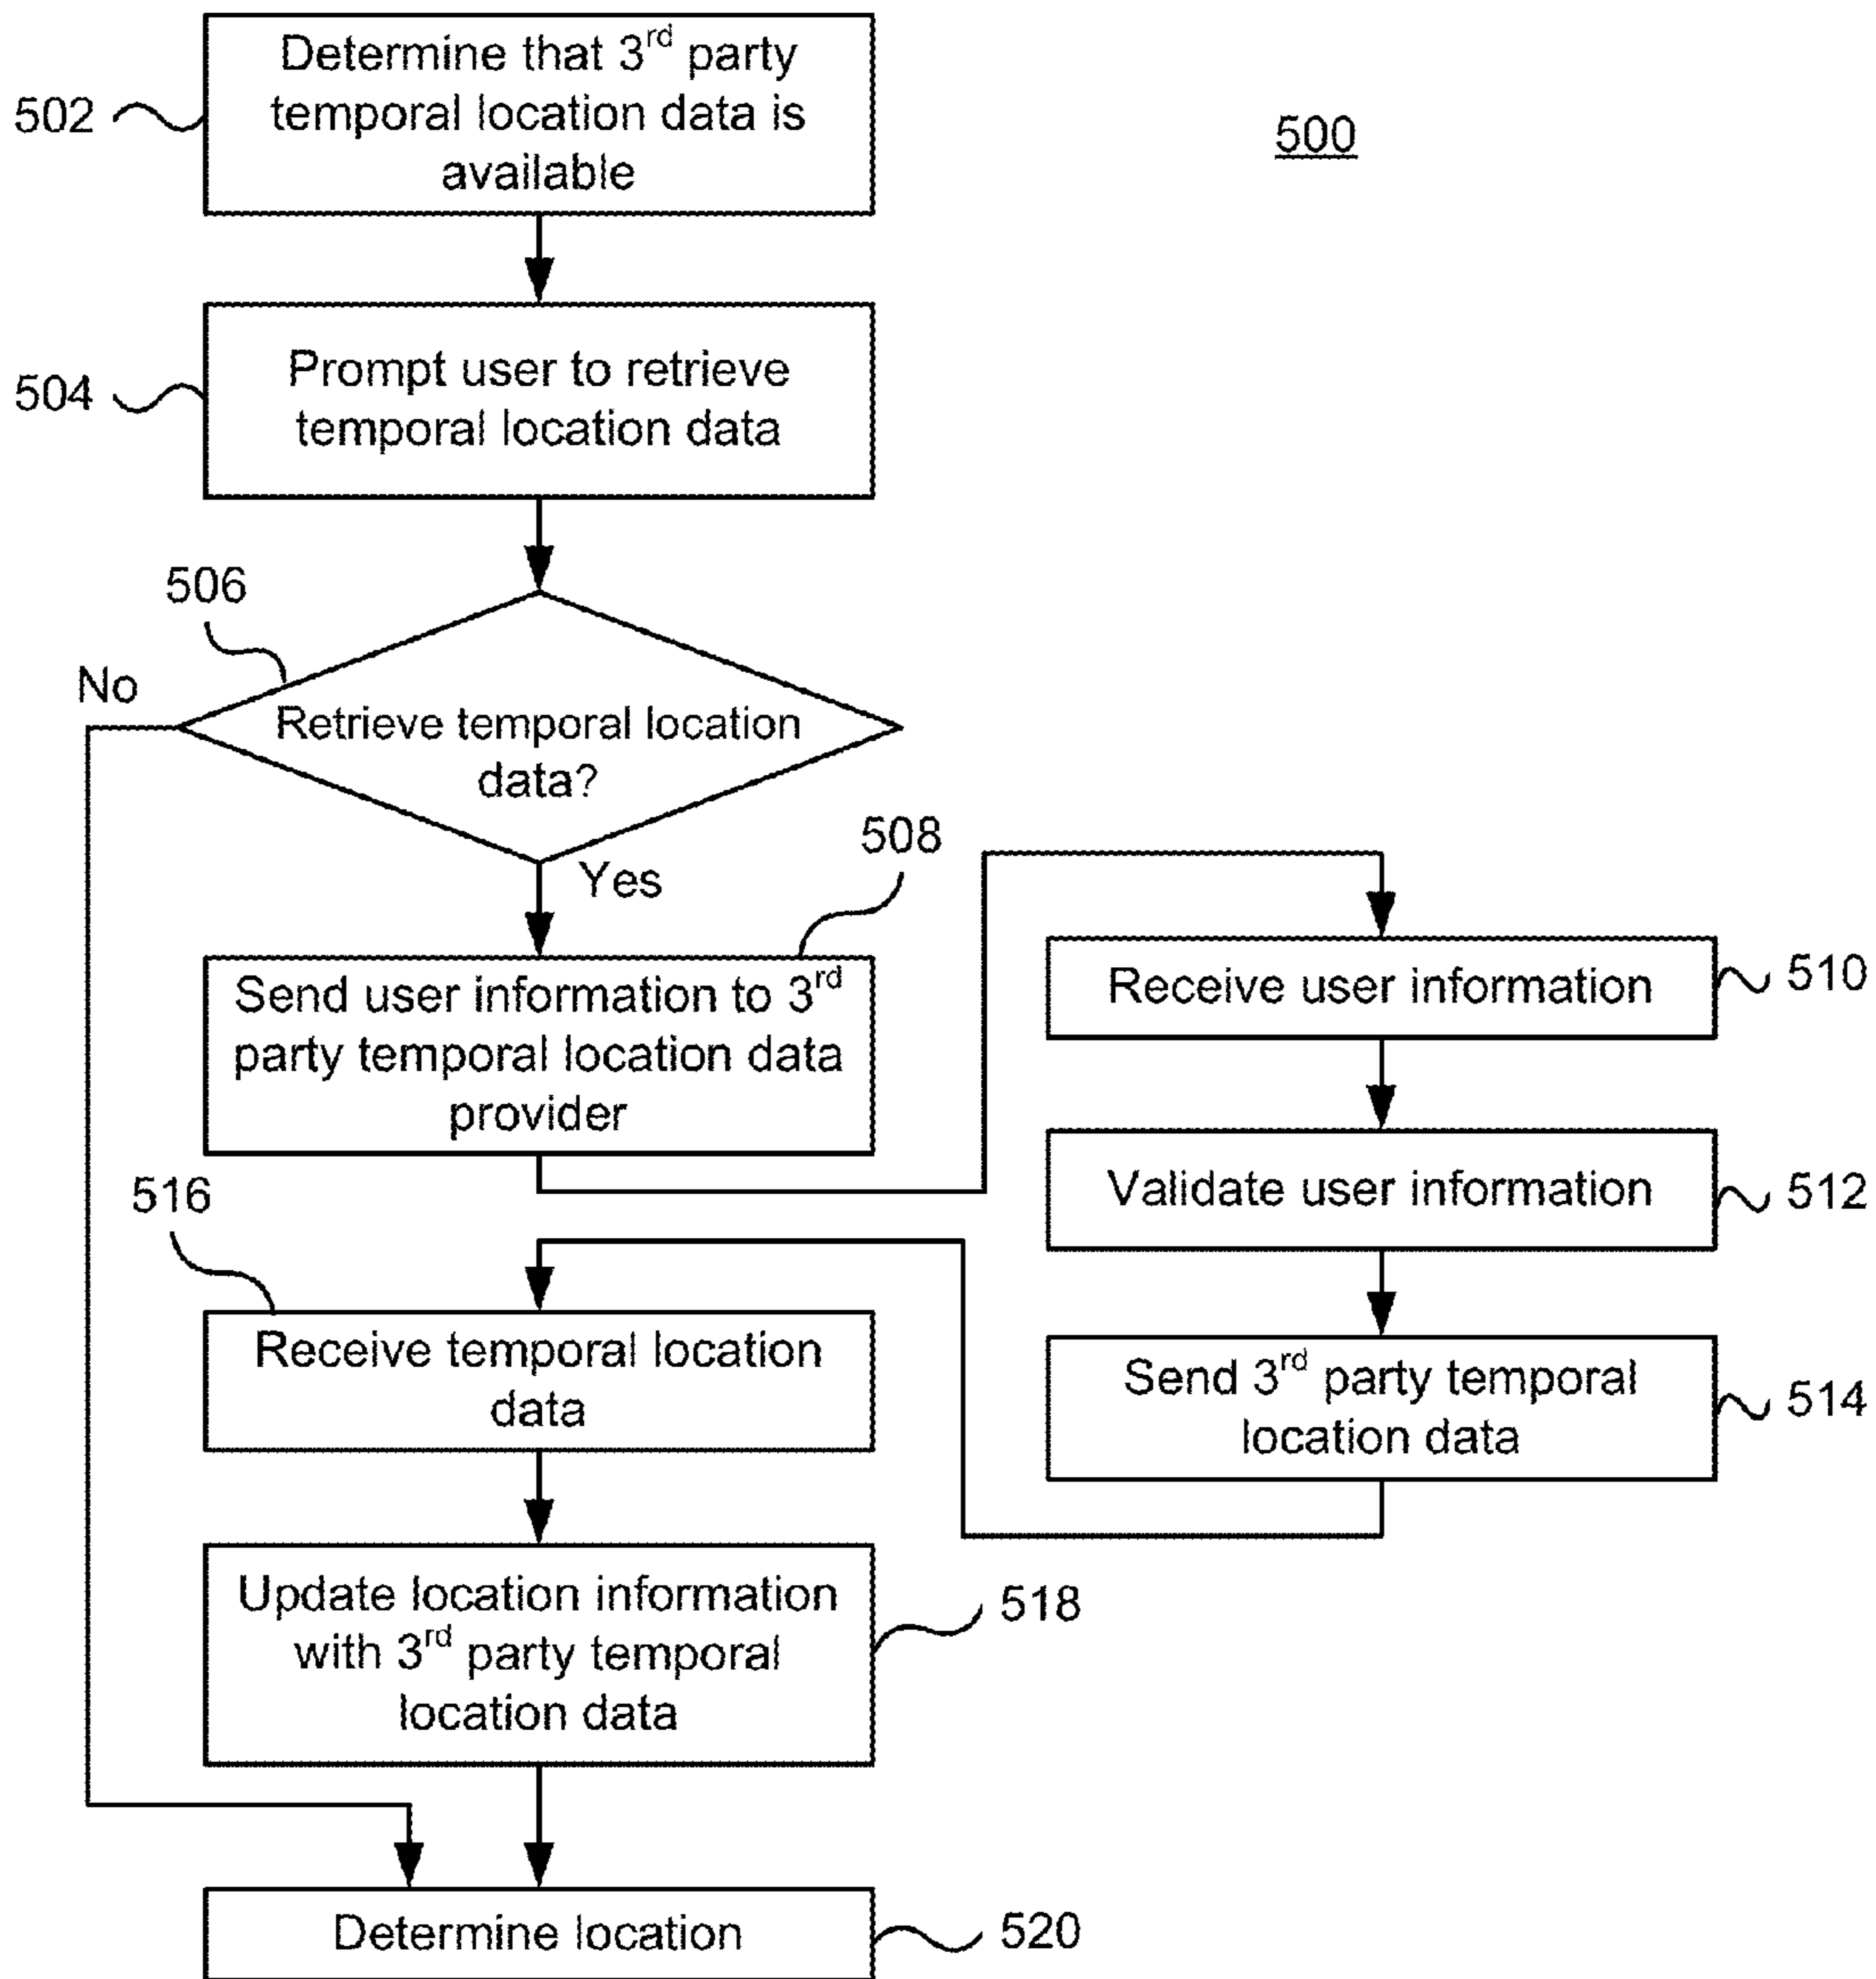 Determine that 3rd party
temporal location data is
available
502
500
Prompt user to retrieve
temporal location data
504
506
No
Retrieve temporal location
data?
Yes
508
Send user information to 3rd
party temporal location data
provider
Receive user information
510
Validate user information
512
Send 3rd party temporal
location data
514
516
Receive temporal location
data
Update location information
with 3rd party temporal
location data
518
Determine location
520